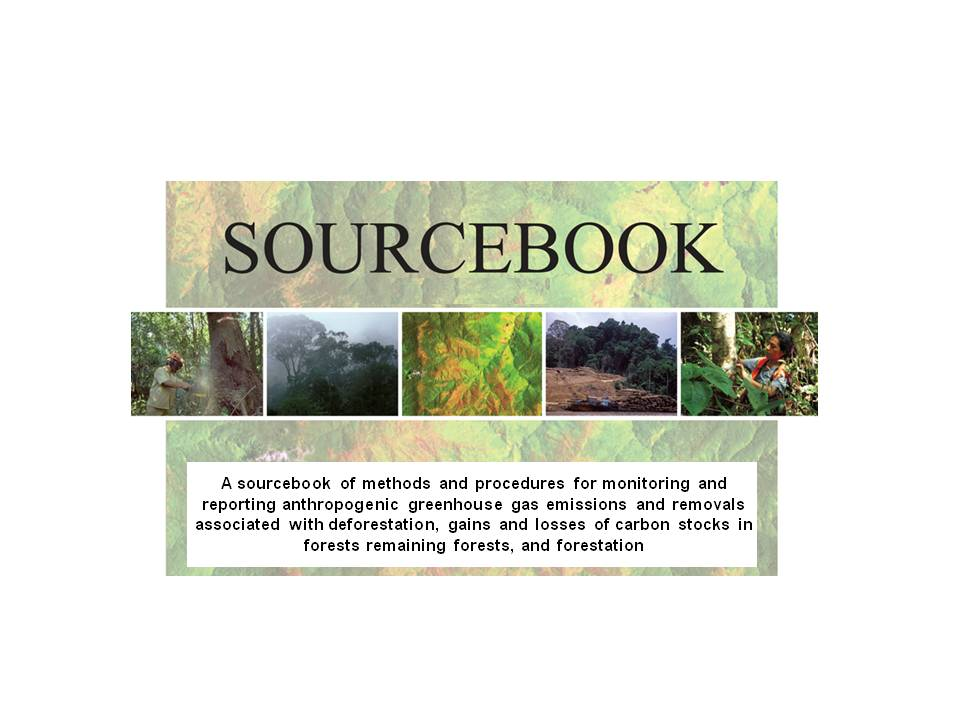 SOURCEBOOK
A sourcebook of methods and procedures for monitoring and
reporting anthropogenic greenhouse gas emissions and removals
associated with deforestation, gains and losses of carbon stocks in
forests remaining forests, and forestation